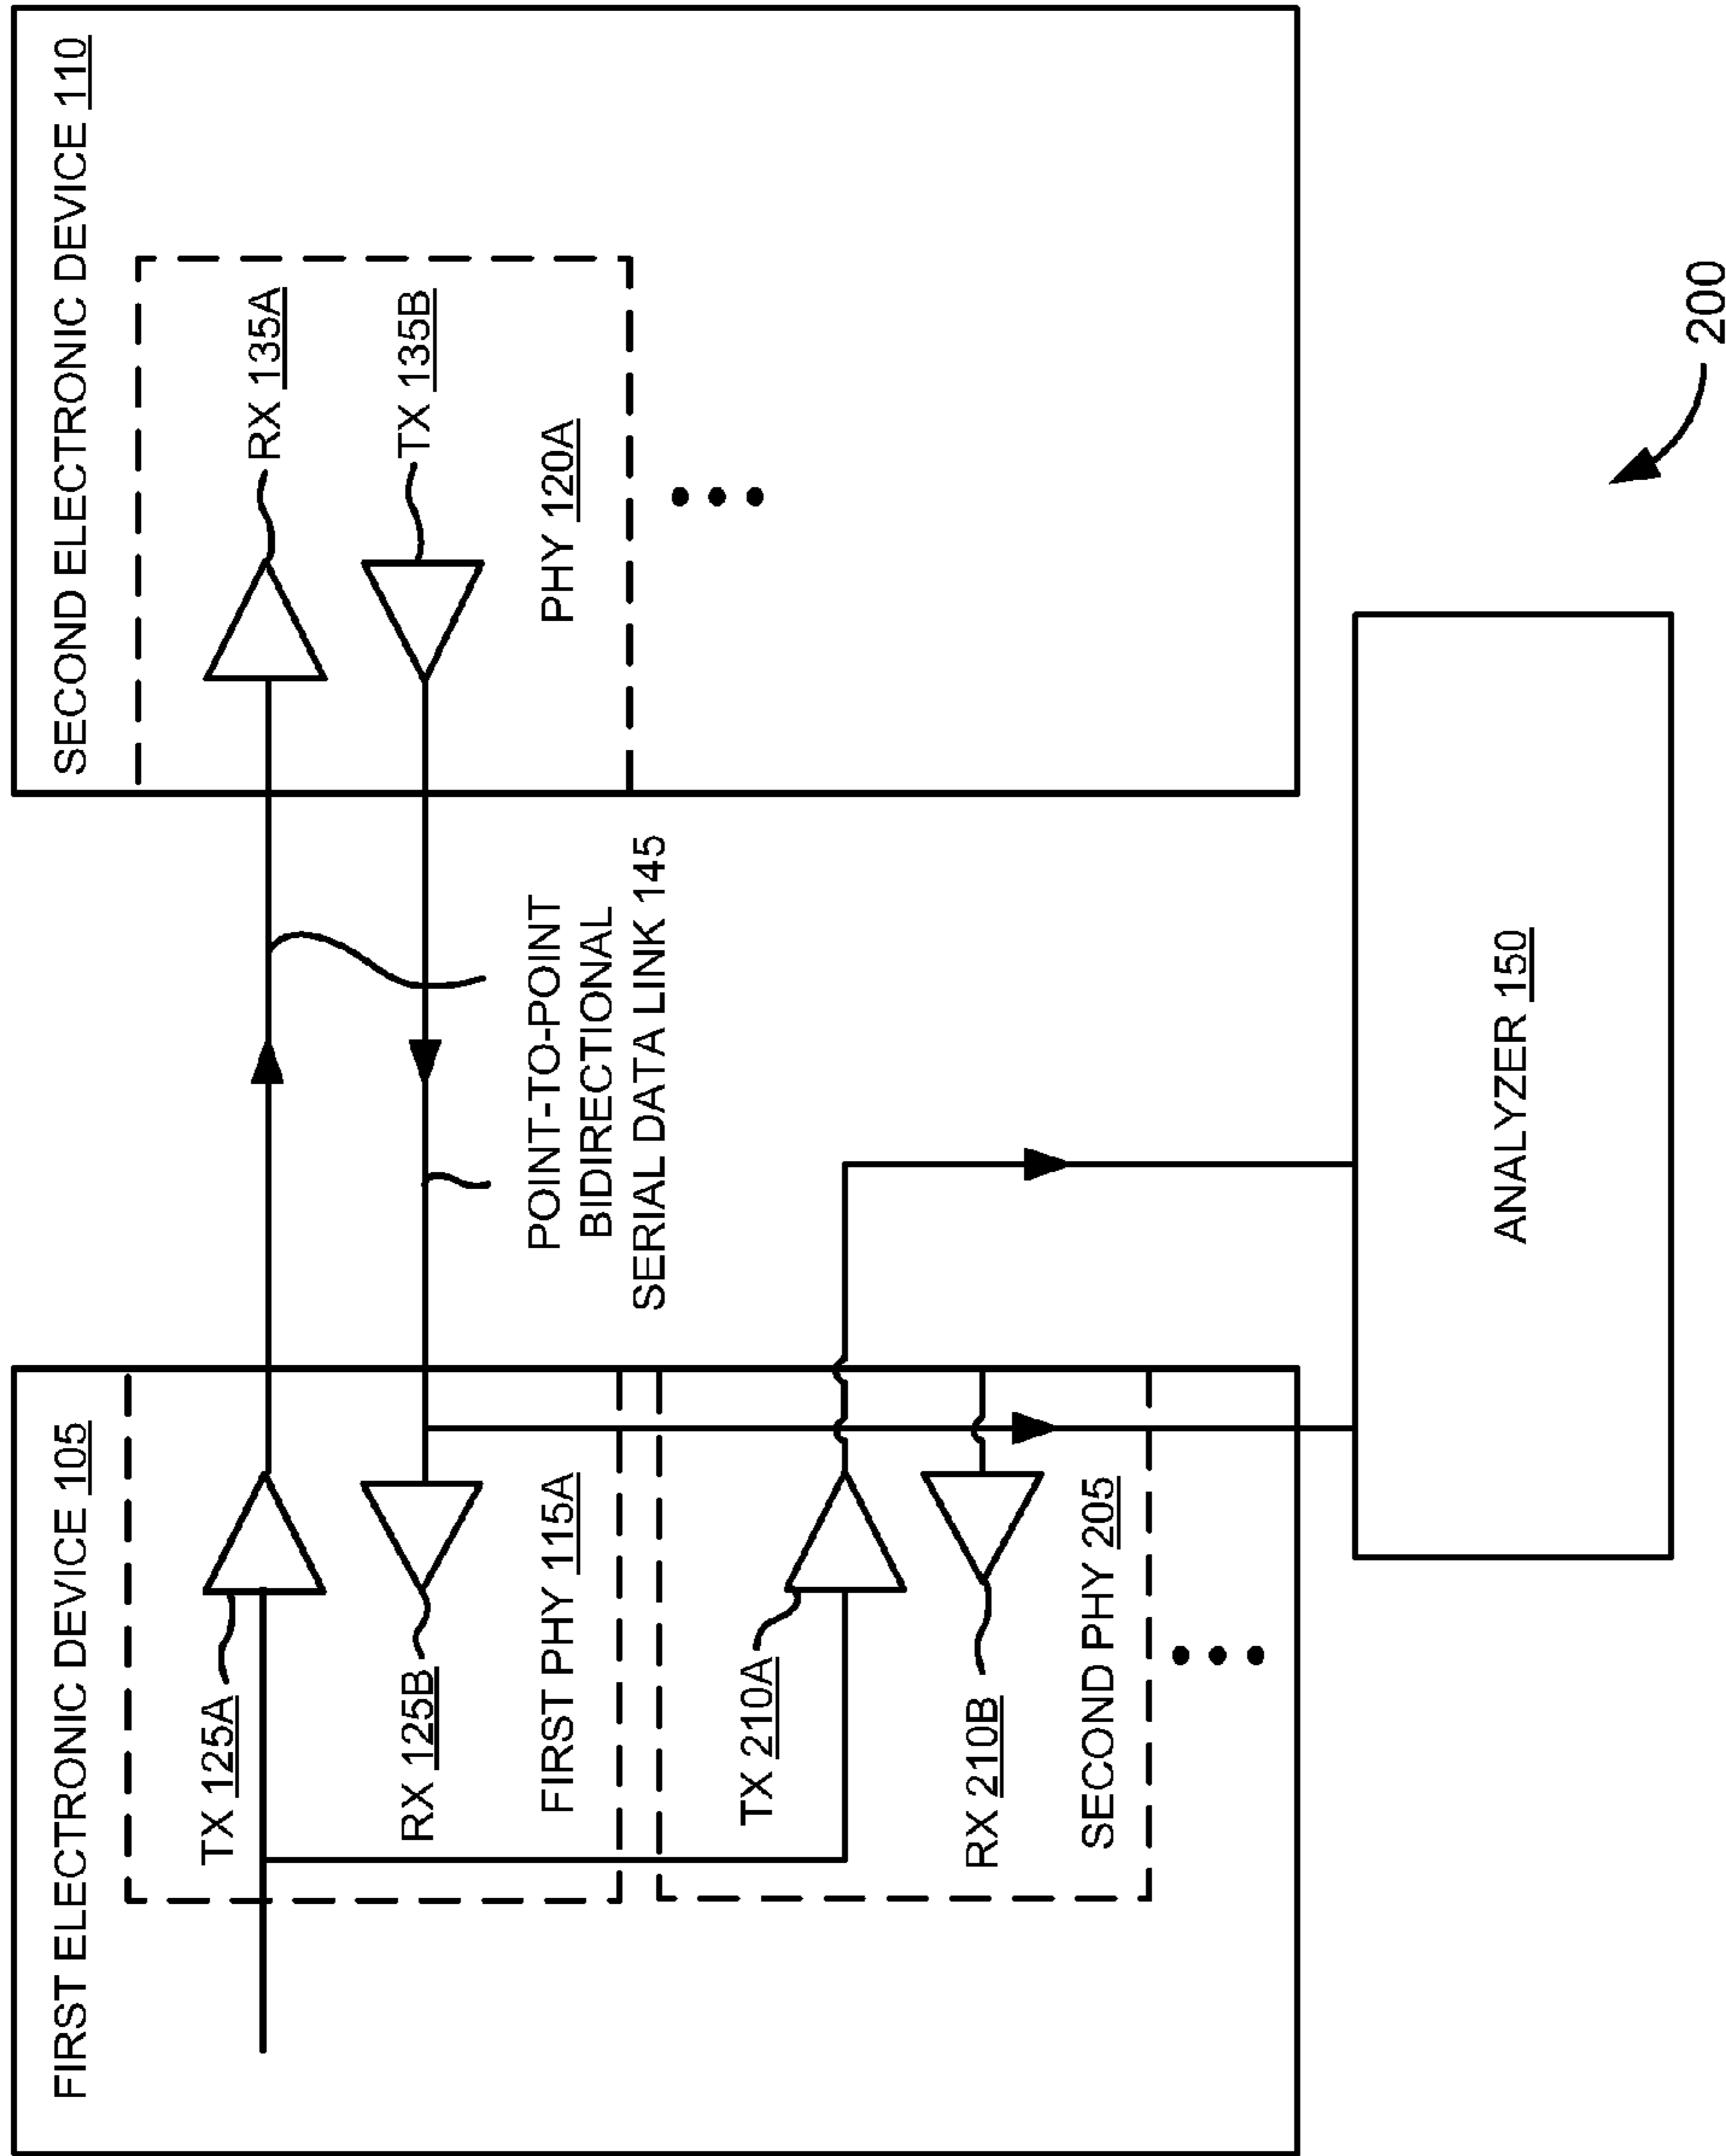 FIRST ELECTRONIC DEVICE 105
TX 125A
RX 125B
FIRST PHY 115A
TX 210A
RX 210B
SECOND PHY 205
POINT-TO-POINT
BIDIRECTIONAL
SERIAL DATA LINK 145
SECOND ELECTRONIC DEVICE 110
RX 135A
TX 135B
PHY 120A
ANALYZER 150
200